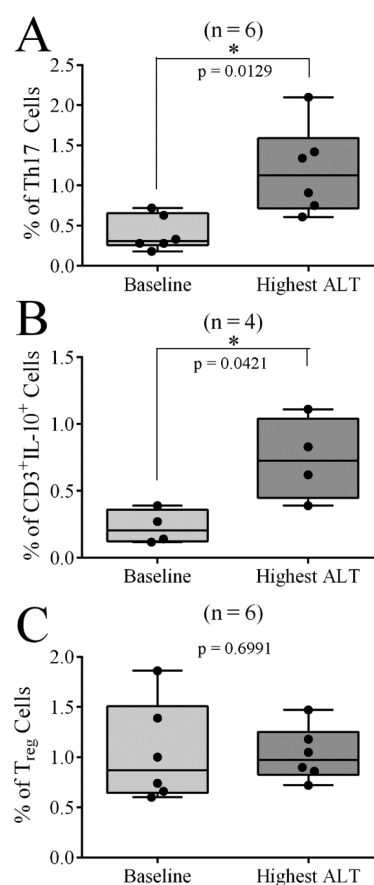 A
(n = 6)
*
p = 0.0129
% of Th17 Cells
2.5
2.0
1.5
1.0
0.5
0.0
Baseline Highest ALT
B
(n = 4)
*
p = 0.0421
% of CD3⁺IL-10⁺ Cells
1.5
1.0
0.5
0.0
Baseline Highest ALT
C
(n = 6)
p = 0.6991
% of Treg Cells
2.0
1.5
1.0
0.5
0.0
Baseline Highest ALT